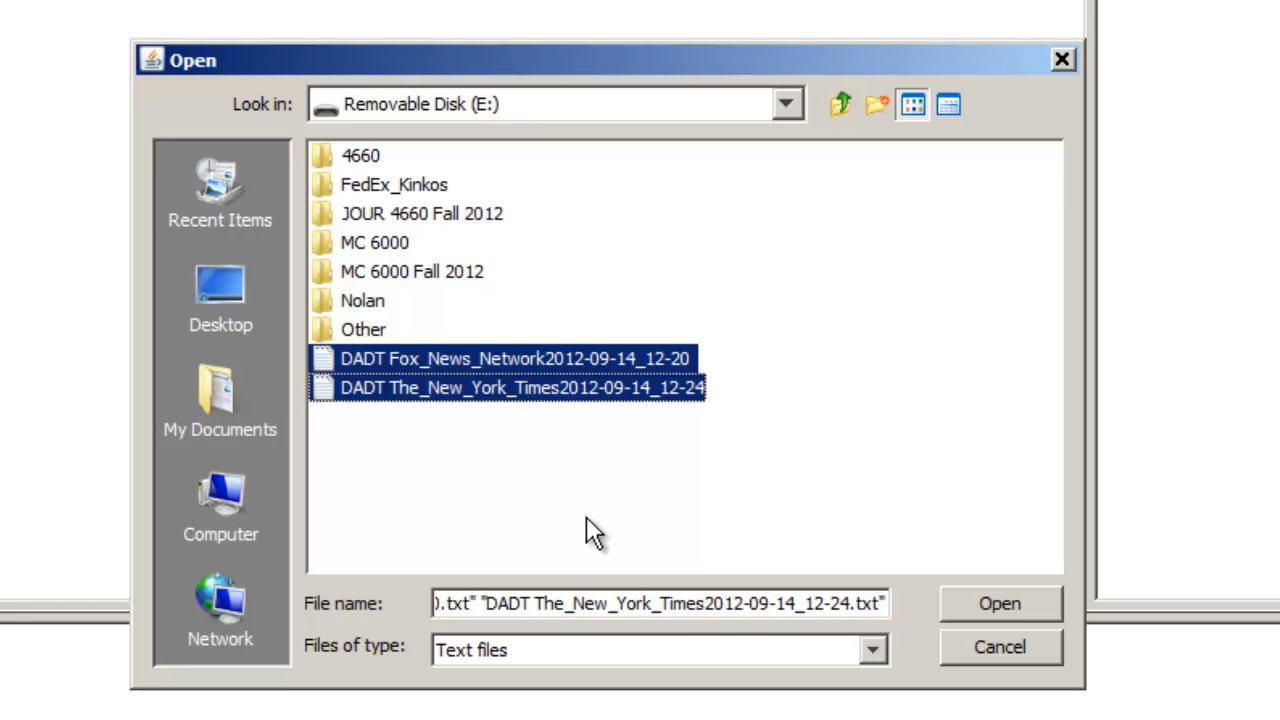 Open
Look in: Removable Disk (E:)
4660
FedEx_Kinkos
JOUR 4660 Fall 2012
MC 6000
MC 6000 Fall 2012
Nolan
Other
DADT Fox_News_Network2012-09-14_12-20
DADT The_New_York_Times2012-09-14_12-24
Recent Items
Desktop
My Documents
Computer
Network
File name: ).txt" "DADT The_New_York_Times2012-09-14_12-24.txt" Open
Files of type: Text files Cancel